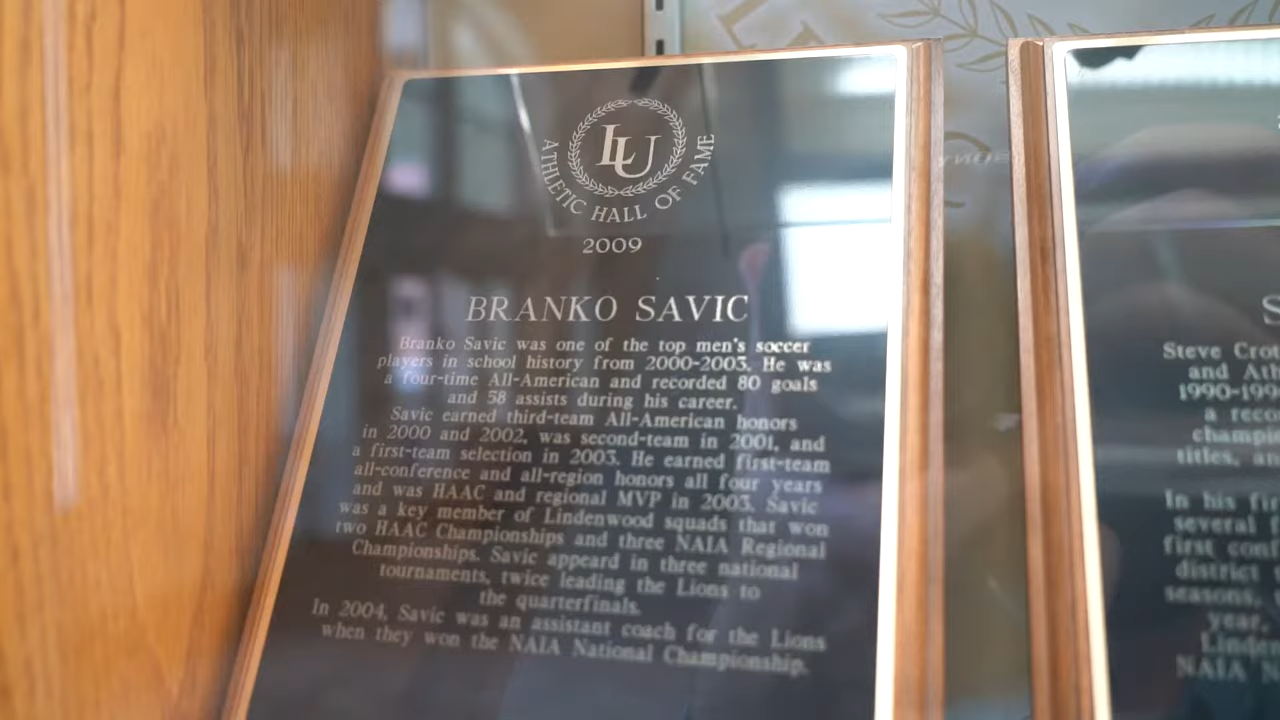 LU
ATHLETIC HALL OF FAME
2009
BRANKO SAVIC
Branko Savic was one of the top men's soccer
players in school history from 2000-2003. He was
a four-time All-American and recorded 80 goals
and 58 assists during his career.
Savic earned third-team All-American honors
in 2000 and 2002, was second-team in 2001, and
a first-team selection in 2003. He earned first-team
all-conference and all-region honors all four years
and was HAAC and regional MVP in 2003. Savic
was a key member of Lindenwood squads that won
two HAAC Championships and three NAIA Regional
Championships. Savic appeard in three national
tournaments, twice leading the Lions to
the quarterfinals.
In 2004, Savic was an assistant coach for the Lions
when they won the NAIA National Championship.
S
Steve Crot
and Ath
1990-199
a reco
champi
titles, an
In his fir
several f
first conf
district
seasons,
year,
Linden
NAIA N